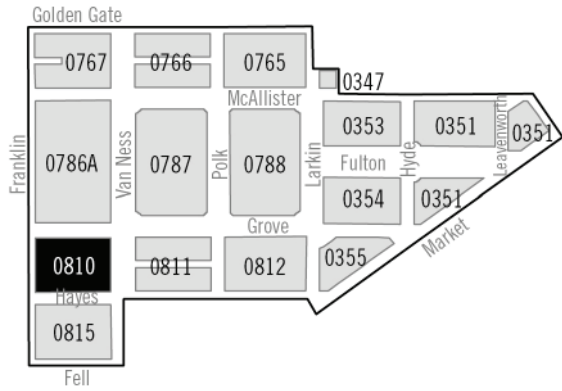 Golden Gate
0767 0766 0765
0347
McAllister
Franklin
0786A
Van Ness
0787
Polk
0788
Larkin
0353
Hyde
0351
Leavenworth
0351
Fulton
0354
0351
Market
Grove
0810
0811
0812
0355
Hayes
0815
Fell